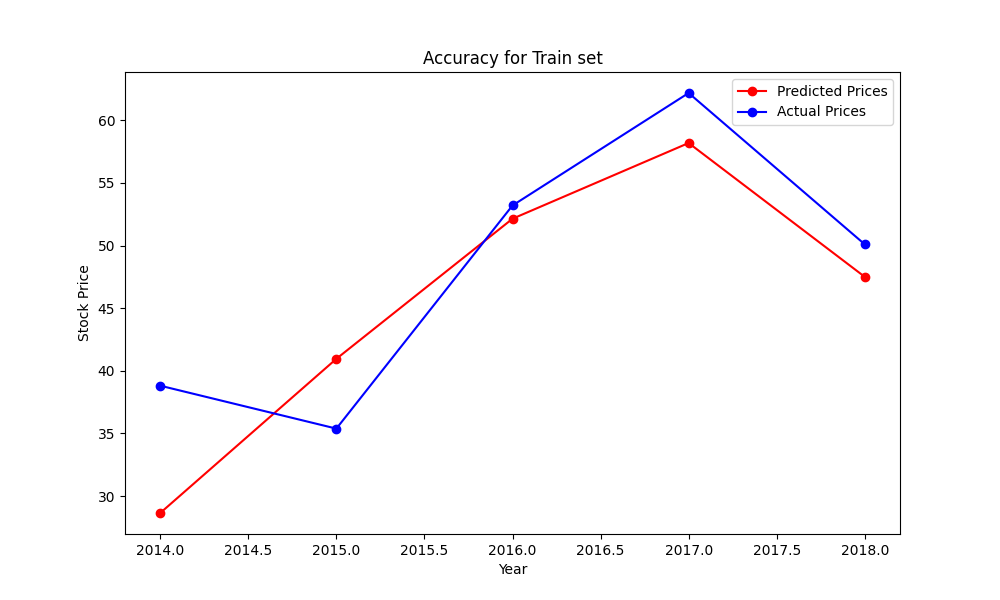 Accuracy for Train set
Predicted Prices
Actual Prices
Stock Price
60
55
50
45
40
35
30
2014.0 2014.5 2015.0 2015.5 2016.0 2016.5 2017.0 2017.5 2018.0
Year